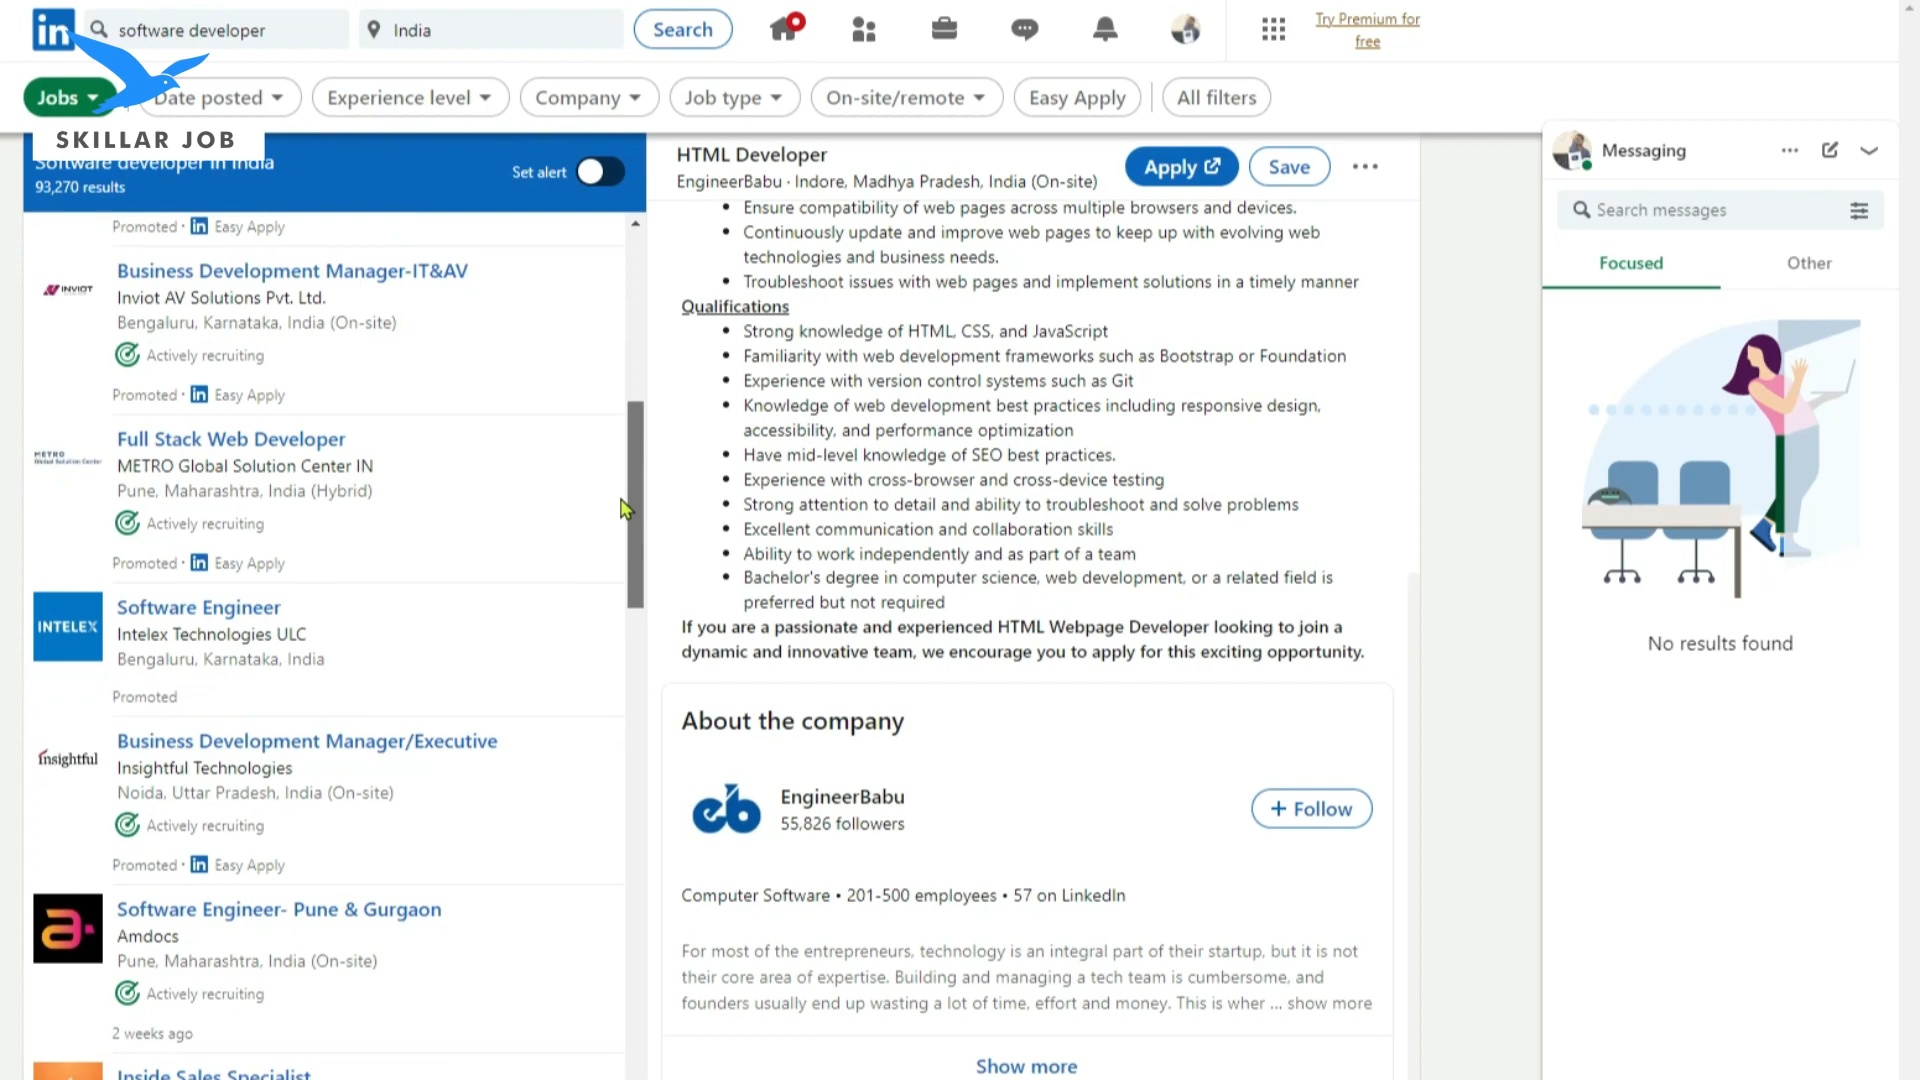 in
software developer
India
Search
Try Premium for
free
Jobs
Date posted
Experience level
Company
Job type
On-site/remote
Easy Apply
All filters
SKILLAR JOB
Software developer in India
93,270 results
Set alert
Promoted · in Easy Apply
INVIOT
Business Development Manager-IT&AV
Inviot AV Solutions Pvt. Ltd.
Bengaluru, Karnataka, India (On-site)
Actively recruiting
Promoted · in Easy Apply
METRO
Global Solution Center
Full Stack Web Developer
METRO Global Solution Center IN
Pune, Maharashtra, India (Hybrid)
Actively recruiting
Promoted · in Easy Apply
INTELEX
Software Engineer
Intelex Technologies ULC
Bengaluru, Karnataka, India
Promoted
insightful
Business Development Manager/Executive
Insightful Technologies
Noida, Uttar Pradesh, India (On-site)
Actively recruiting
Promoted · in Easy Apply
a
Software Engineer- Pune & Gurgaon
Amdocs
Pune, Maharashtra, India (On-site)
Actively recruiting
2 weeks ago
Inside Sales Specialist
HTML Developer
EngineerBabu · Indore, Madhya Pradesh, India (On-site)
Apply
Save
• Ensure compatibility of web pages across multiple browsers and devices.
• Continuously update and improve web pages to keep up with evolving web
technologies and business needs.
• Troubleshoot issues with web pages and implement solutions in a timely manner
Qualifications
• Strong knowledge of HTML, CSS, and JavaScript
• Familiarity with web development frameworks such as Bootstrap or Foundation
• Experience with version control systems such as Git
• Knowledge of web development best practices including responsive design,
accessibility, and performance optimization
• Have mid-level knowledge of SEO best practices.
• Experience with cross-browser and cross-device testing
• Strong attention to detail and ability to troubleshoot and solve problems
• Excellent communication and collaboration skills
• Ability to work independently and as part of a team
• Bachelor's degree in computer science, web development, or a related field is
preferred but not required
If you are a passionate and experienced HTML Webpage Developer looking to join a
dynamic and innovative team, we encourage you to apply for this exciting opportunity.
About the company
eb
EngineerBabu
55,826 followers
+ Follow
Computer Software • 201-500 employees • 57 on LinkedIn
For most of the entrepreneurs, technology is an integral part of their startup, but it is not
their core area of expertise. Building and managing a tech team is cumbersome, and
founders usually end up wasting a lot of time, effort and money. This is wher ... show more
Show more
Messaging
Search messages
Focused
Other
No results found